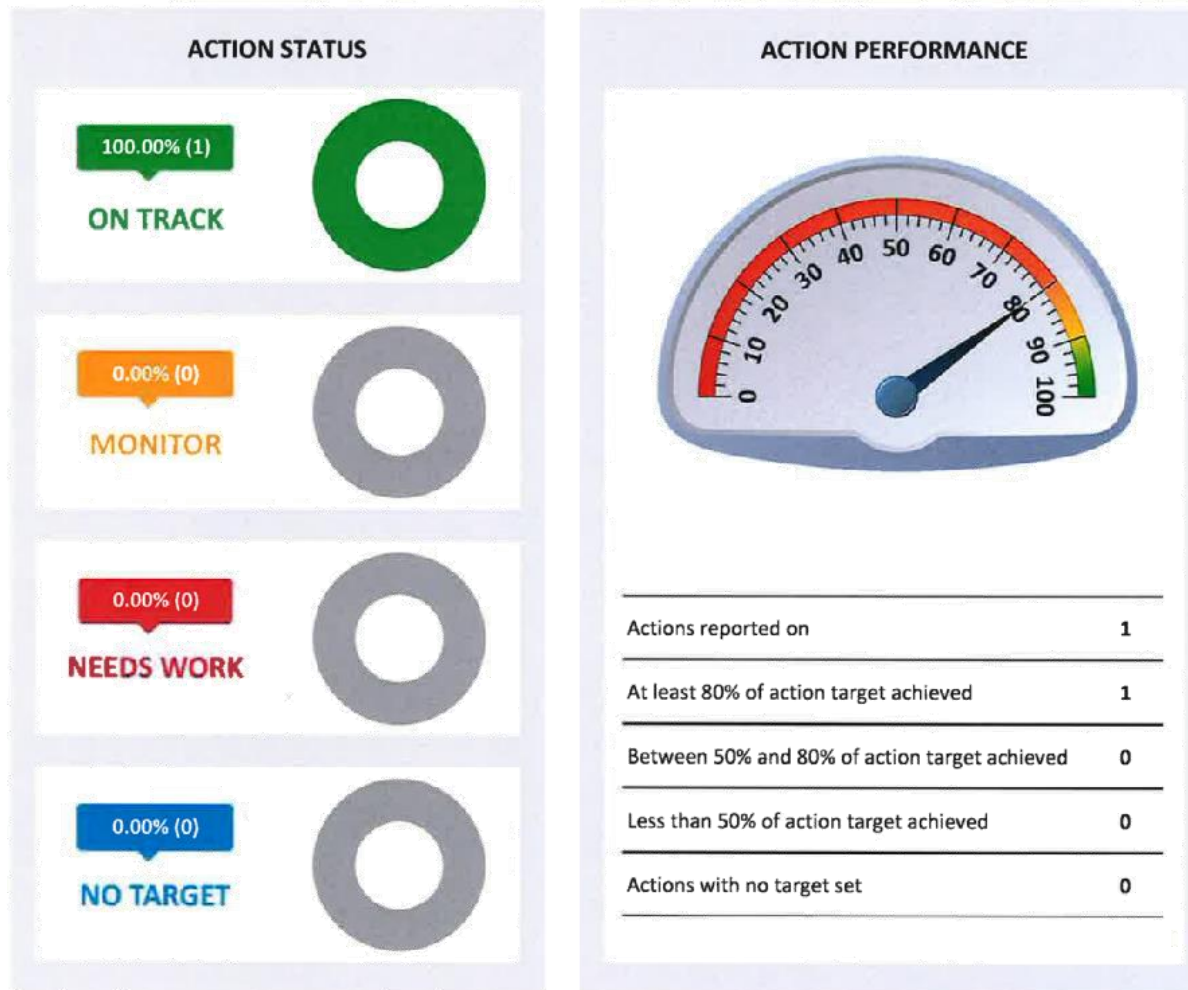 ACTION STATUS
100.00% (1)
ON TRACK
0.00% (0)
MONITOR
0.00% (0)
NEEDS WORK
0.00% (0)
NO TARGET
ACTION PERFORMANCE
0 10 20 30 40 50 60 70 80 90 100
Actions reported on 1
At least 80% of action target achieved 1
Between 50% and 80% of action target achieved 0
Less than 50% of action target achieved 0
Actions with no target set 0